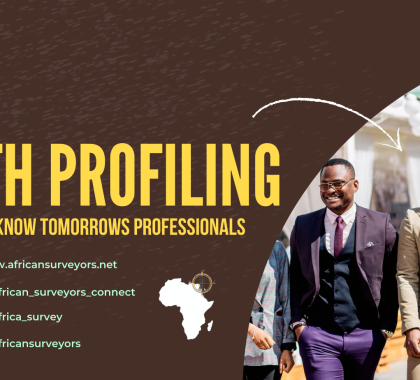 TH PROFILING
KNOW TOMORROWS PROFESSIONALS
.africansurveyors.net
frican_surveyors_connect
frica_survey
fricansurveyors